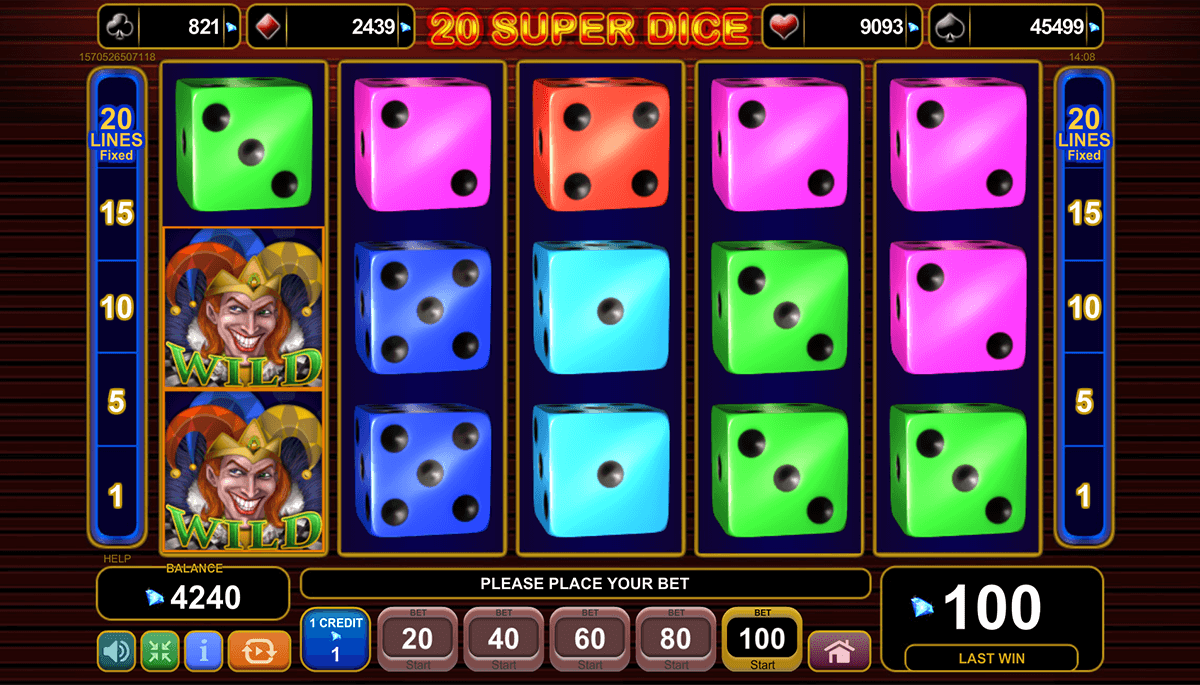 821
2439
20 SUPER DICE
9093
45499
1570526507118
14:08
20
LINES
Fixed
15
10
5
1
20
LINES
Fixed
15
10
5
1
WILD
WILD
HELP
BALANCE
4240
PLEASE PLACE YOUR BET
100
LAST WIN
1 CREDIT
1
BET
20
Start
BET
40
Start
BET
60
Start
BET
80
Start
BET
100
Start
i